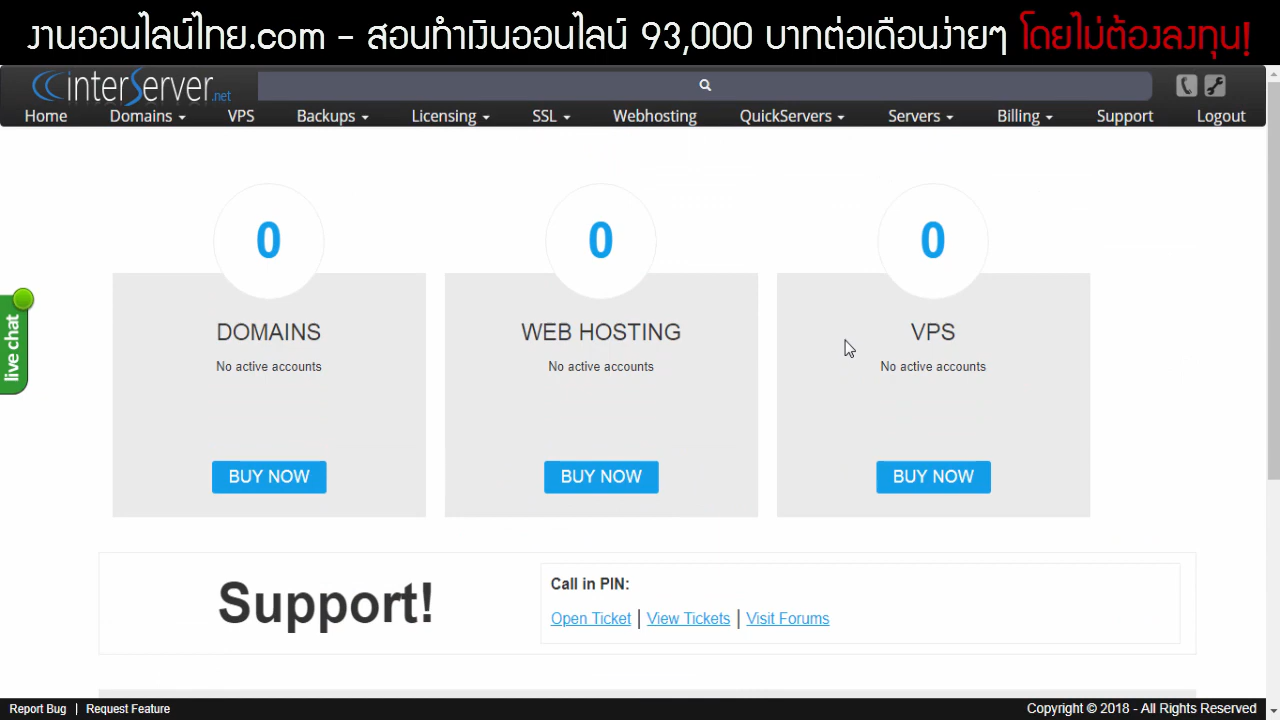 งานออนไลน์ไทย.com - สอนทำเงินออนไลน์ 93,000 บาทต่อเดือนง่ายๆ โดยไม่ต้องลงทุน!
interServer.net
Home Domains VPS Backups Licensing SSL Webhosting QuickServers Servers Billing Support Logout
0 0 0
DOMAINS WEB HOSTING VPS
No active accounts No active accounts No active accounts
BUY NOW BUY NOW BUY NOW
live chat
Support!
Call in PIN:
Open Ticket | View Tickets | Visit Forums
Report Bug | Request Feature
Copyright © 2018 - All Rights Reserved